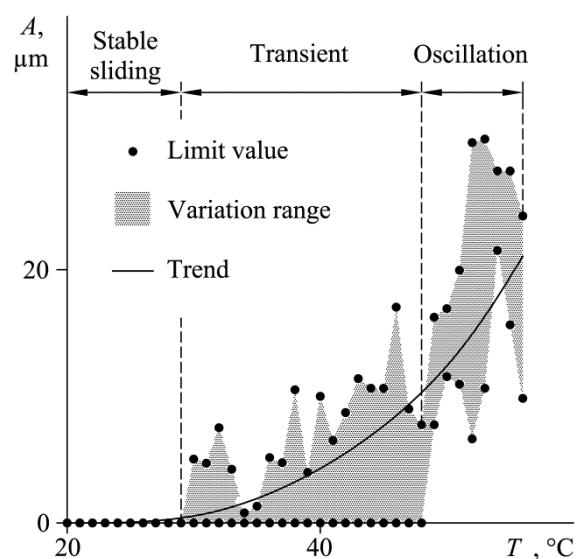 A,
µm
Stable
sliding
Transient
Oscillation
Limit value
Variation range
Trend
20
0
20
40
T , °C